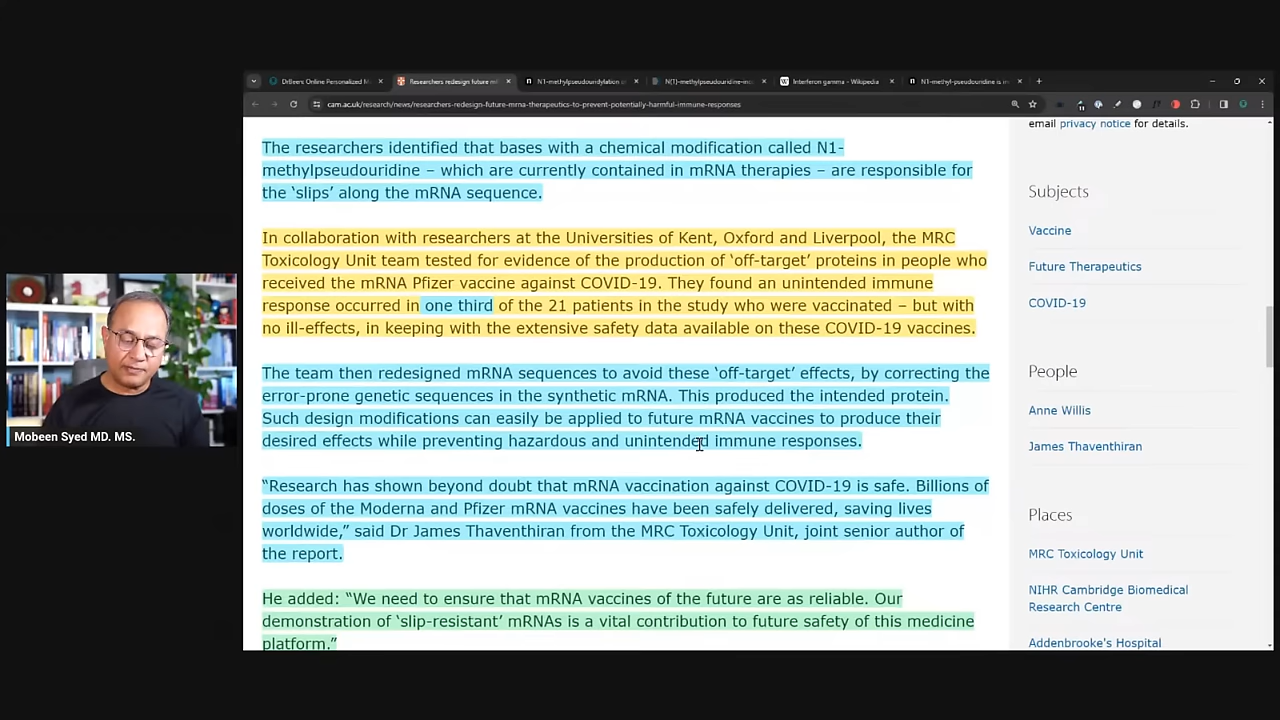 DrBeen Online Personalized M
Researchers redesign future m
N1-methylpseudouridylation o
N(1)-methylpseudouridine-in
Interferon gamma - Wikipedia
N1-methyl-pseudouridine is m
cam.ac.uk/research/news/researchers-redesign-future-mrna-therapeutics-to-prevent-potentially-harmful-immune-responses
The researchers identified that bases with a chemical modification called N1-
methylpseudouridine – which are currently contained in mRNA therapies – are responsible for
the ‘slips’ along the mRNA sequence.
In collaboration with researchers at the Universities of Kent, Oxford and Liverpool, the MRC
Toxicology Unit team tested for evidence of the production of ‘off-target’ proteins in people who
received the mRNA Pfizer vaccine against COVID-19. They found an unintended immune
response occurred in one third of the 21 patients in the study who were vaccinated – but with
no ill-effects, in keeping with the extensive safety data available on these COVID-19 vaccines.
The team then redesigned mRNA sequences to avoid these ‘off-target’ effects, by correcting the
error-prone genetic sequences in the synthetic mRNA. This produced the intended protein.
Such design modifications can easily be applied to future mRNA vaccines to produce their
desired effects while preventing hazardous and unintended immune responses.
“Research has shown beyond doubt that mRNA vaccination against COVID-19 is safe. Billions of
doses of the Moderna and Pfizer mRNA vaccines have been safely delivered, saving lives
worldwide,” said Dr James Thaventhiran from the MRC Toxicology Unit, joint senior author of
the report.
He added: “We need to ensure that mRNA vaccines of the future are as reliable. Our
demonstration of ‘slip-resistant’ mRNAs is a vital contribution to future safety of this medicine
platform.”
email privacy notice for details.
Subjects
Vaccine
Future Therapeutics
COVID-19
People
Anne Willis
James Thaventhiran
Places
MRC Toxicology Unit
NIHR Cambridge Biomedical
Research Centre
Addenbrooke's Hospital
Mobeen Syed MD. MS.